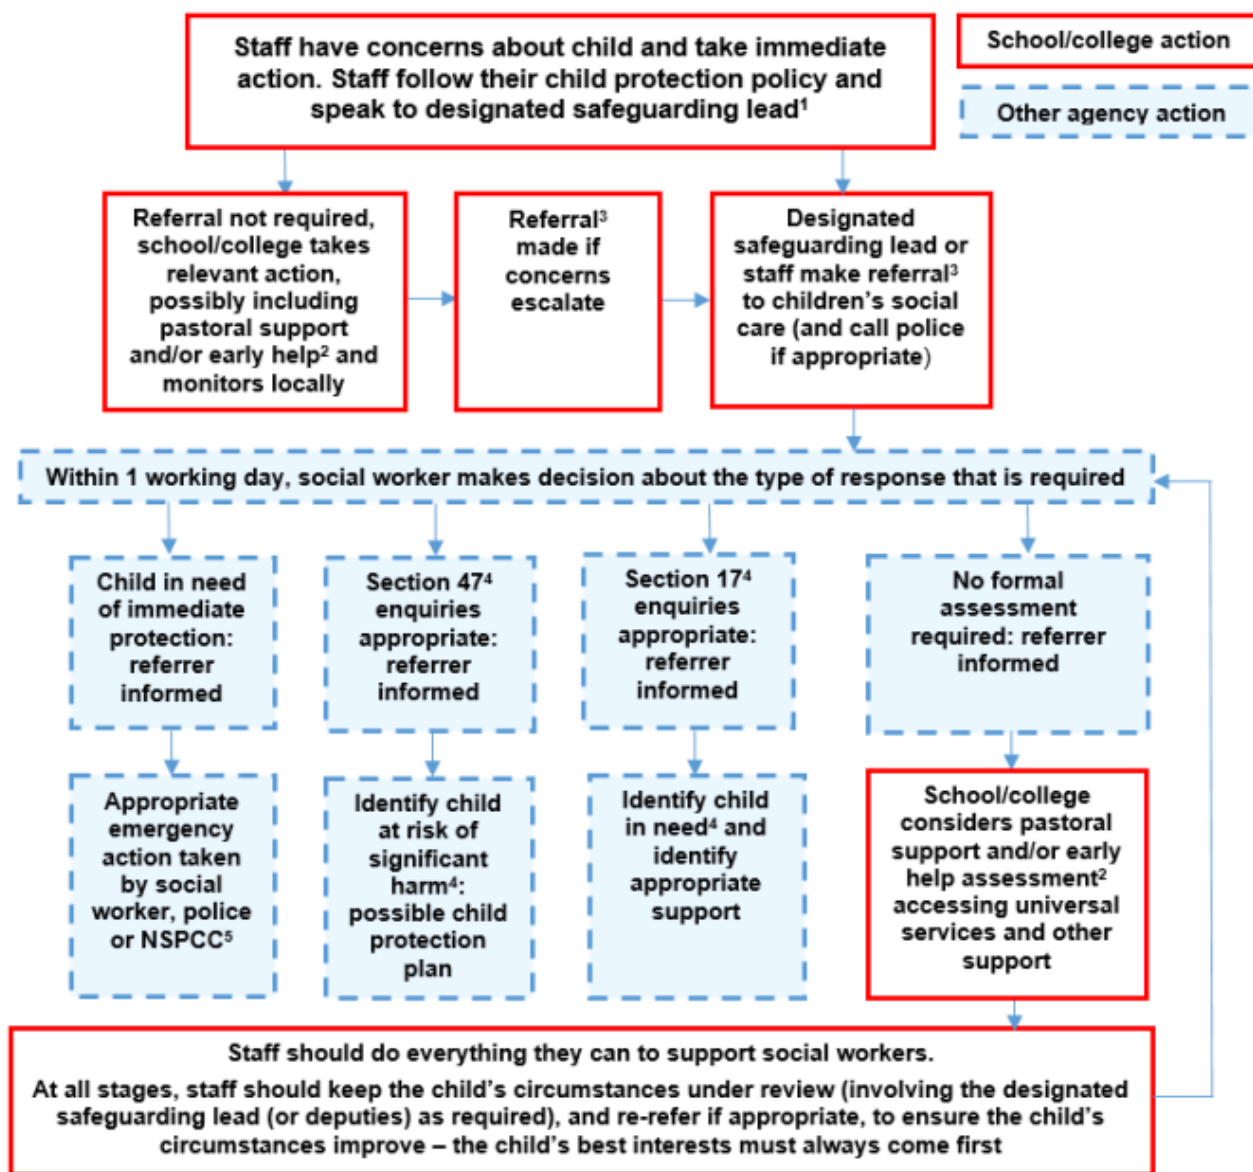 Staff have concerns about child and take immediate
action. Staff follow their child protection policy and
speak to designated safeguarding lead¹
School/college action
Other agency action
Referral not required,
school/college takes
relevant action,
possibly including
pastoral support
and/or early help² and
monitors locally
Referral³
made if
concerns
escalate
Designated
safeguarding lead or
staff make referral³
to children’s social
care (and call police
if appropriate)
Within 1 working day, social worker makes decision about the type of response that is required
Child in need
of immediate
protection:
referrer
informed
Section 47⁴
enquiries
appropriate:
referrer
informed
Section 17⁴
enquiries
appropriate:
referrer
informed
No formal
assessment
required: referrer
informed
Appropriate
emergency
action taken
by social
worker, police
or NSPCC⁵
Identify child
at risk of
significant
harm⁴:
possible child
protection
plan
Identify child
in need⁴ and
identify
appropriate
support
School/college
considers pastoral
support and/or early
help assessment²
accessing universal
services and other
support
Staff should do everything they can to support social workers.
At all stages, staff should keep the child’s circumstances under review (involving the designated
safeguarding lead (or deputies) as required), and re-refer if appropriate, to ensure the child’s
circumstances improve – the child’s best interests must always come first